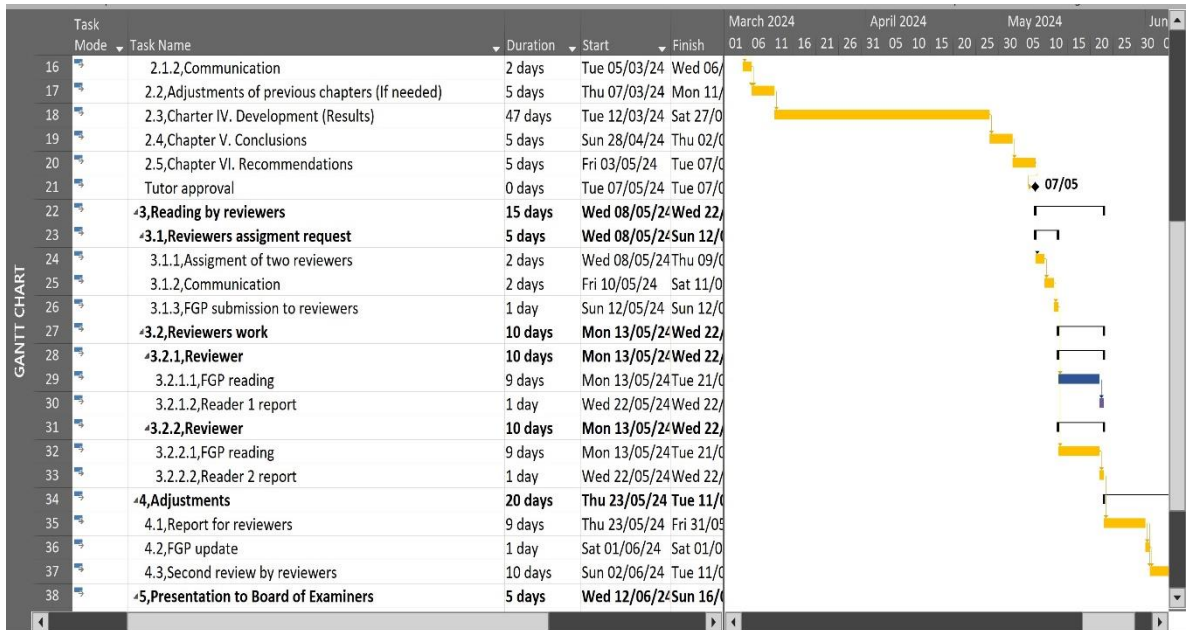 Task Mode Task Name Duration Start Finish
March 2024 April 2024 May 2024 Jun
01 06 11 16 21 26 31 05 10 15 20 25 30 05 10 15 20 25 30
GANTT CHART
16 2.1.2,Communication 2 days Tue 05/03/24 Wed 06/
17 2.2,Adjustments of previous chapters (If needed) 5 days Thu 07/03/24 Mon 11/
18 2.3,Charter IV. Development (Results) 47 days Tue 12/03/24 Sat 27/0
19 2.4,Chapter V. Conclusions 5 days Sun 28/04/24 Thu 02/0
20 2.5,Chapter VI. Recommendations 5 days Fri 03/05/24 Tue 07/0
21 Tutor approval 0 days Tue 07/05/24 Tue 07/0 07/05
22 3,Reading by reviewers 15 days Wed 08/05/24 Wed 22/
23 3.1,Reviewers assigment request 5 days Wed 08/05/24 Sun 12/0
24 3.1.1,Assigment of two reviewers 2 days Wed 08/05/24 Thu 09/0
25 3.1.2,Communication 2 days Fri 10/05/24 Sat 11/0
26 3.1.3,FGP submission to reviewers 1 day Sun 12/05/24 Sun 12/0
27 3.2,Reviewers work 10 days Mon 13/05/24 Wed 22/
28 3.2.1,Reviewer 10 days Mon 13/05/24 Wed 22/
29 3.2.1.1,FGP reading 9 days Mon 13/05/24 Tue 21/0
30 3.2.1.2,Reader 1 report 1 day Wed 22/05/24 Wed 22/
31 3.2.2,Reviewer 10 days Mon 13/05/24 Wed 22/
32 3.2.2.1,FGP reading 9 days Mon 13/05/24 Tue 21/0
33 3.2.2.2,Reader 2 report 1 day Wed 22/05/24 Wed 22/
34 4,Adjustments 20 days Thu 23/05/24 Tue 11/0
35 4.1,Report for reviewers 9 days Thu 23/05/24 Fri 31/05
36 4.2,FGP update 1 day Sat 01/06/24 Sat 01/0
37 4.3,Second review by reviewers 10 days Sun 02/06/24 Tue 11/0
38 5,Presentation to Board of Examiners 5 days Wed 12/06/24 Sun 16/0